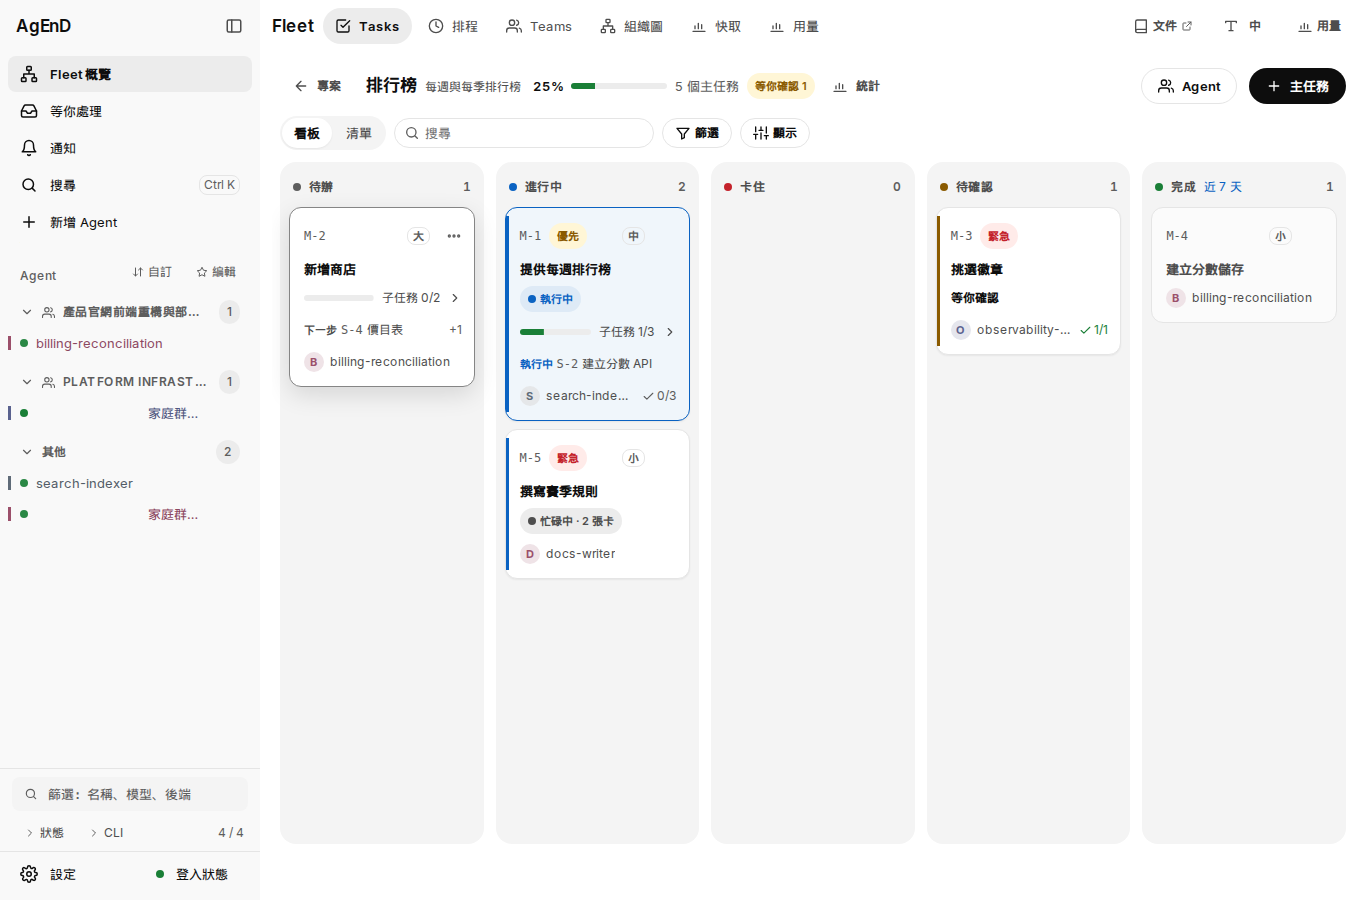 AgEnD
Fleet 概覽
等你處理
通知
搜尋 Ctrl K
新增 Agent
Agent 自訂 編輯
產品官網前端重構與部... 1
billing-reconciliation
PLATFORM INFRAST... 1
家庭群...
其他 2
search-indexer
家庭群...
篩選：名稱、模型、後端
狀態 CLI 4 / 4
設定 登入狀態
Fleet Tasks 排程 Teams 組織圖 快取 用量 文件 中 用量
專案 排行榜 每週與每季排行榜 25% 5 個主任務 等你確認 1 統計 Agent 主任務
看板 清單 搜尋 篩選 顯示
待辦 1
M-2 大
新增商店
子任務 0/2
下一步 S-4 價目表 +1
B billing-reconciliation
進行中 2
M-1 優先 中
提供每週排行榜
執行中
子任務 1/3
執行中 S-2 建立分數 API
S search-inde... 0/3
M-5 緊急 小
撰寫賽季規則
忙碌中 · 2 張卡
D docs-writer
卡住 0
待確認 1
M-3 緊急
挑選徽章
等你確認
O observability-... 1/1
完成 近 7 天 1
M-4 小
建立分數儲存
B billing-reconciliation